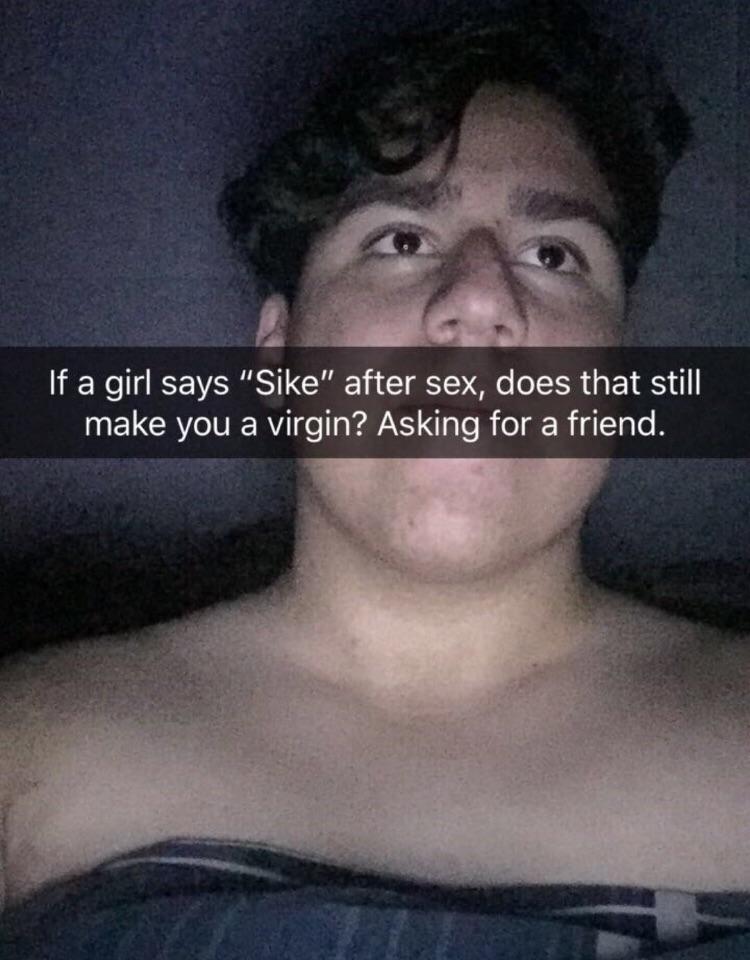 If a girl says “Sike” after sex, does that still
make you a virgin? Asking for a friend.